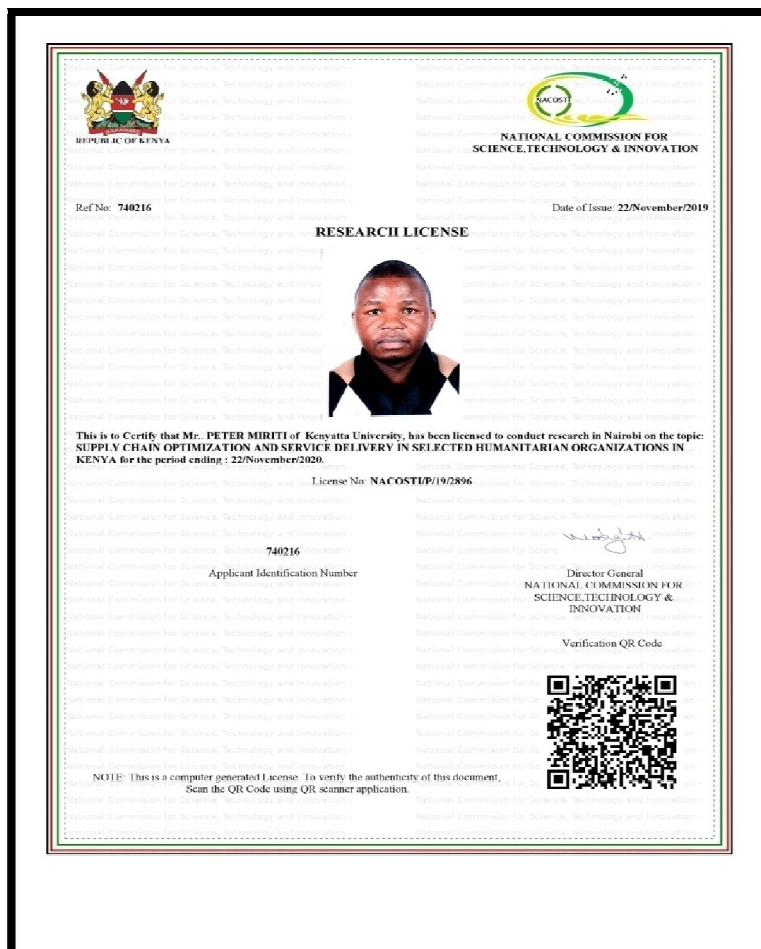 REPUBLIC OF KENYA
NACOSTI
NATIONAL COMMISSION FOR
SCIENCE,TECHNOLOGY & INNOVATION
Ref No: 740216
Date of Issue: 22/November/2019
RESEARCH LICENSE
This is to Certify that Mr.. PETER MIRITI of Kenyatta University, has been licensed to conduct research in Nairobi on the topic:
SUPPLY CHAIN OPTIMIZATION AND SERVICE DELIVERY IN SELECTED HUMANITARIAN ORGANIZATIONS IN
KENYA for the period ending : 22/November/2020.
License No: NACOSTI/P/19/2896
740216
Applicant Identification Number
Director General
NATIONAL COMMISSION FOR
SCIENCE,TECHNOLOGY &
INNOVATION
Verification QR Code
NOTE: This is a computer generated License. To verify the authenticity of this document,
Scan the QR Code using QR scanner application.